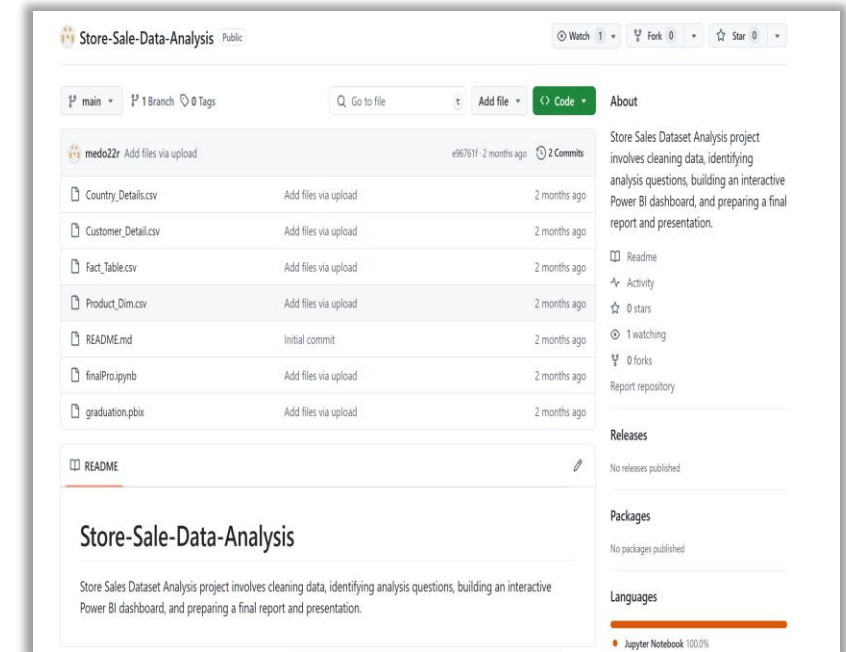 Store-Sale-Data-Analysis Public
Watch 1 Fork 0 Star 0
main 1 Branch 0 Tags Go to file t Add file Code
medo22r Add files via upload e96761f · 2 months ago 2 Commits
Country_Details.csv Add files via upload 2 months ago
Customer_Detail.csv Add files via upload 2 months ago
Fact_Table.csv Add files via upload 2 months ago
Product_Dim.csv Add files via upload 2 months ago
README.md Initial commit 2 months ago
finalPro.ipynb Add files via upload 2 months ago
graduation.pbix Add files via upload 2 months ago
README
Store-Sale-Data-Analysis
Store Sales Dataset Analysis project involves cleaning data, identifying analysis questions, building an interactive
Power BI dashboard, and preparing a final report and presentation.
About
Store Sales Dataset Analysis project
involves cleaning data, identifying
analysis questions, building an interactive
Power BI dashboard, and preparing a final
report and presentation.
Readme
Activity
0 stars
1 watching
0 forks
Report repository
Releases
No releases published
Packages
No packages published
Languages
Jupyter Notebook 100.0%